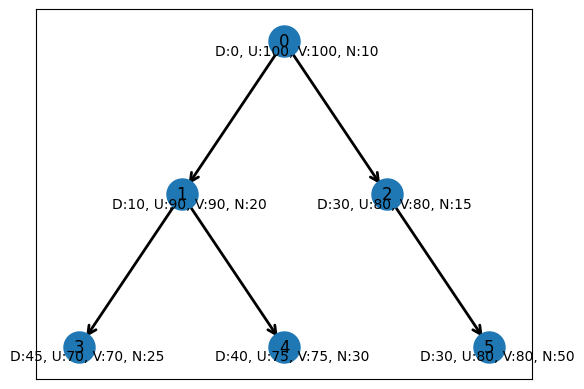 0
D:0, U:100, V:100, N:10
1
D:10, U:90, V:90, N:20
2
D:30, U:80, V:80, N:15
3
D:45, U:70, V:70, N:25
4
D:40, U:75, V:75, N:30
5
D:30, U:80, V:80, N:50